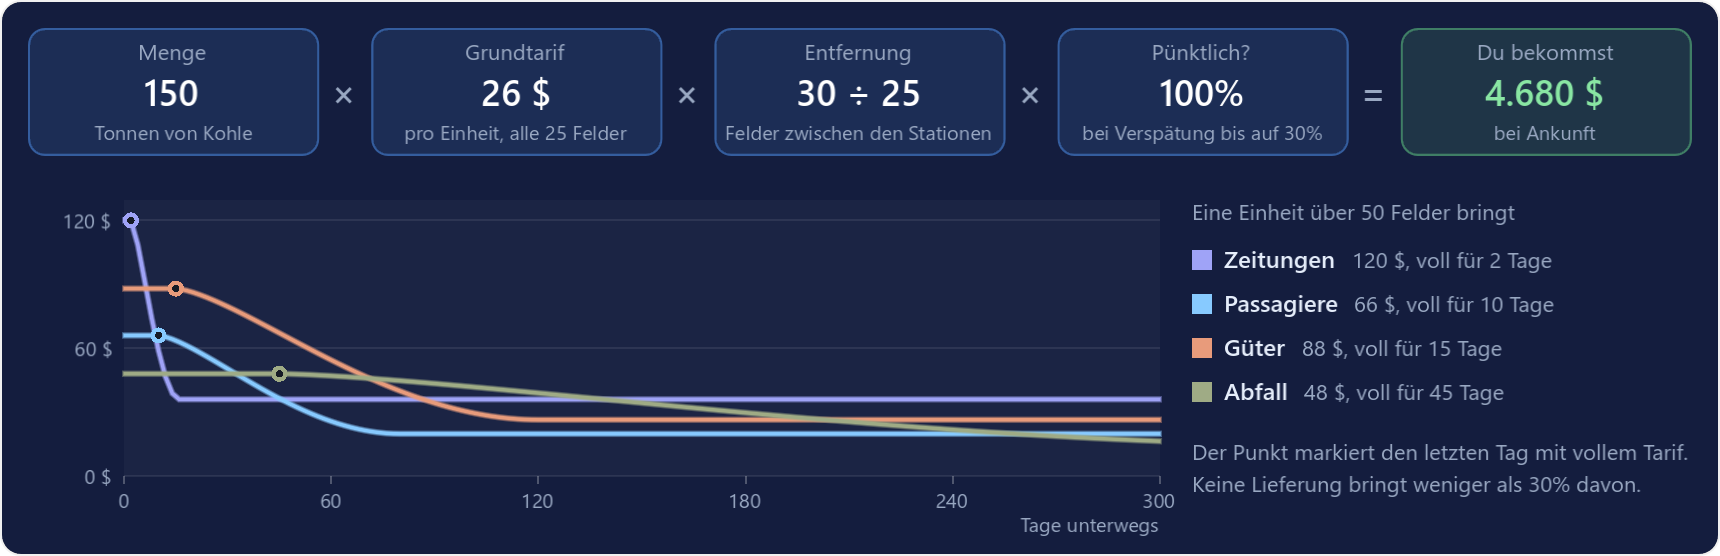 Menge
150
Tonnen von Kohle
×
Grundtarif
26 $
pro Einheit, alle 25 Felder
×
Entfernung
30 ÷ 25
Felder zwischen den Stationen
×
Pünktlich?
100%
bei Verspätung bis auf 30%
=
Du bekommst
4.680 $
bei Ankunft
120 $
60 $
0 $
0 60 120 180 240 300
Tage unterwegs
Eine Einheit über 50 Felder bringt
Zeitungen 120 $, voll für 2 Tage
Passagiere 66 $, voll für 10 Tage
Güter 88 $, voll für 15 Tage
Abfall 48 $, voll für 45 Tage
Der Punkt markiert den letzten Tag mit vollem Tarif.
Keine Lieferung bringt weniger als 30% davon.